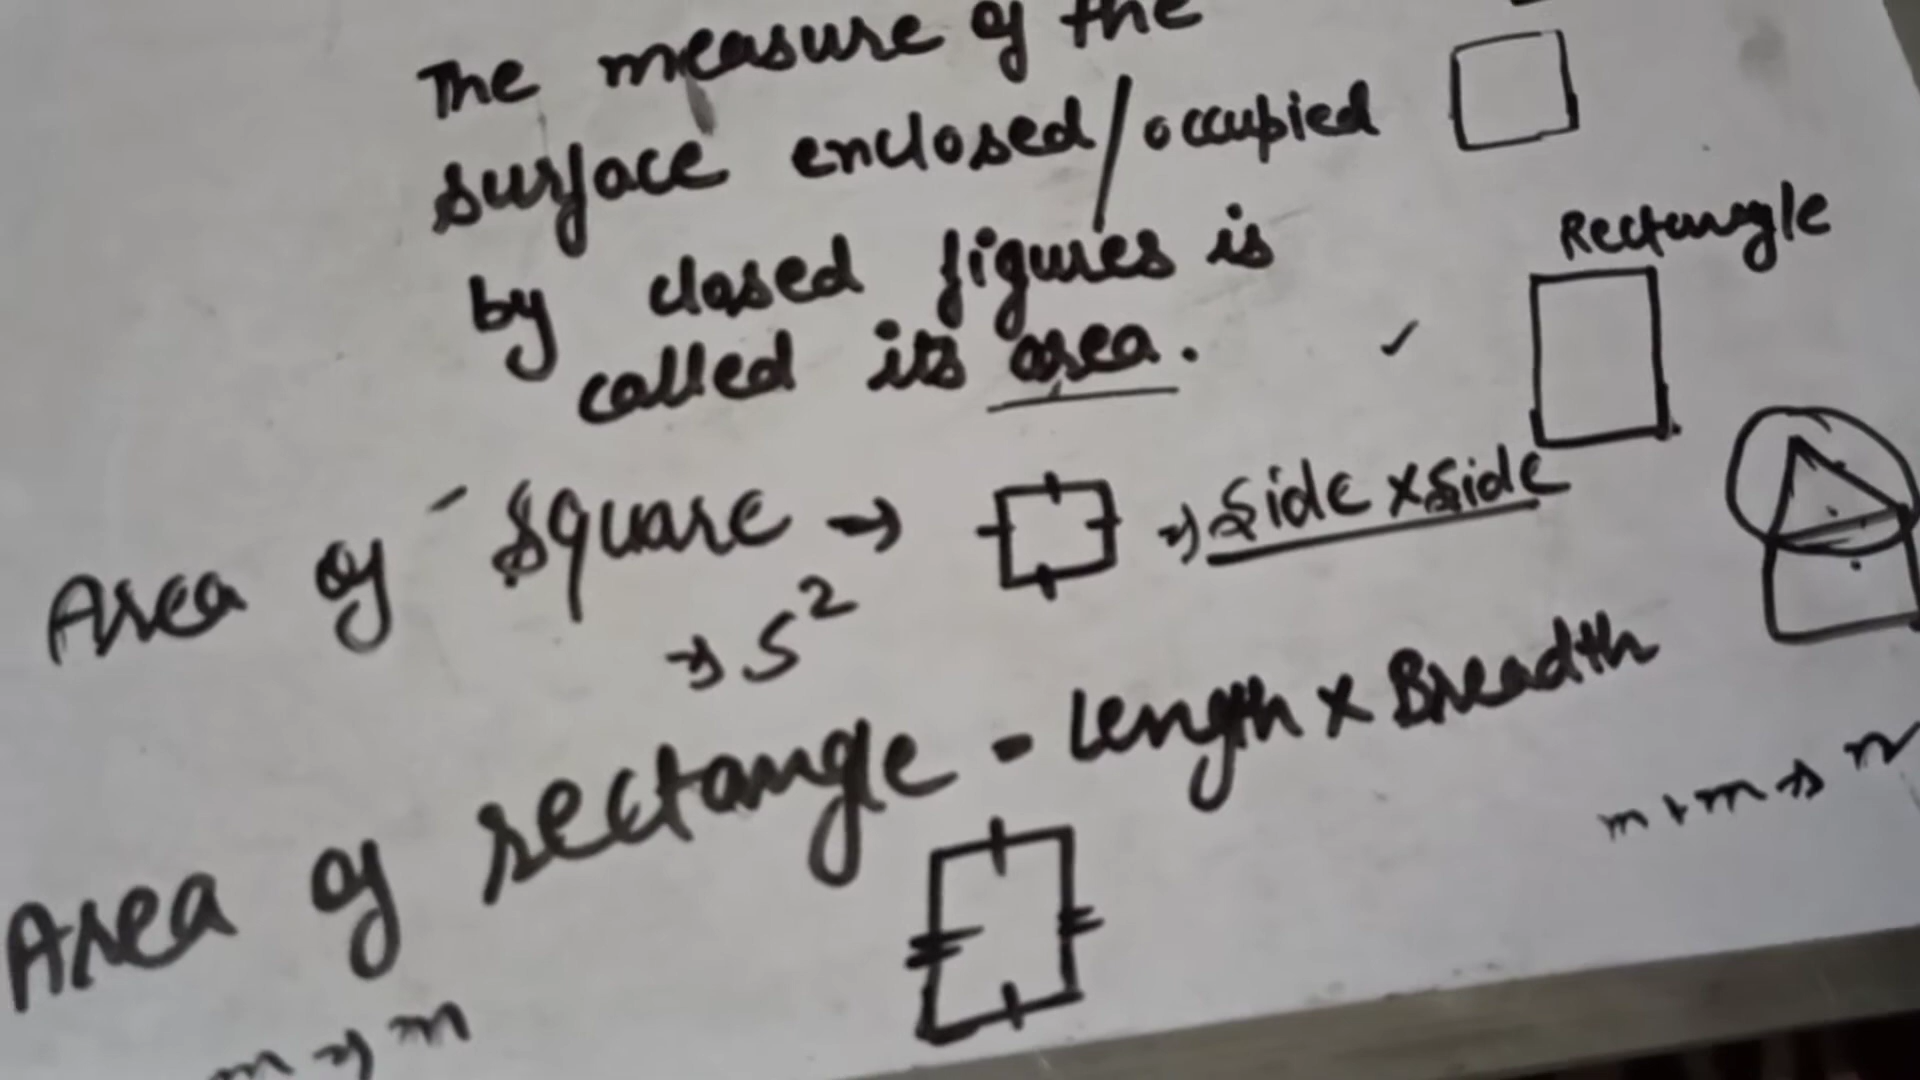 The measure of the
surface enclosed/occupied
by closed figures is
called its area.
Rectangle
Area of square → ⇒ Side x Side
→ S²
Area of rectangle - Length x Breadth